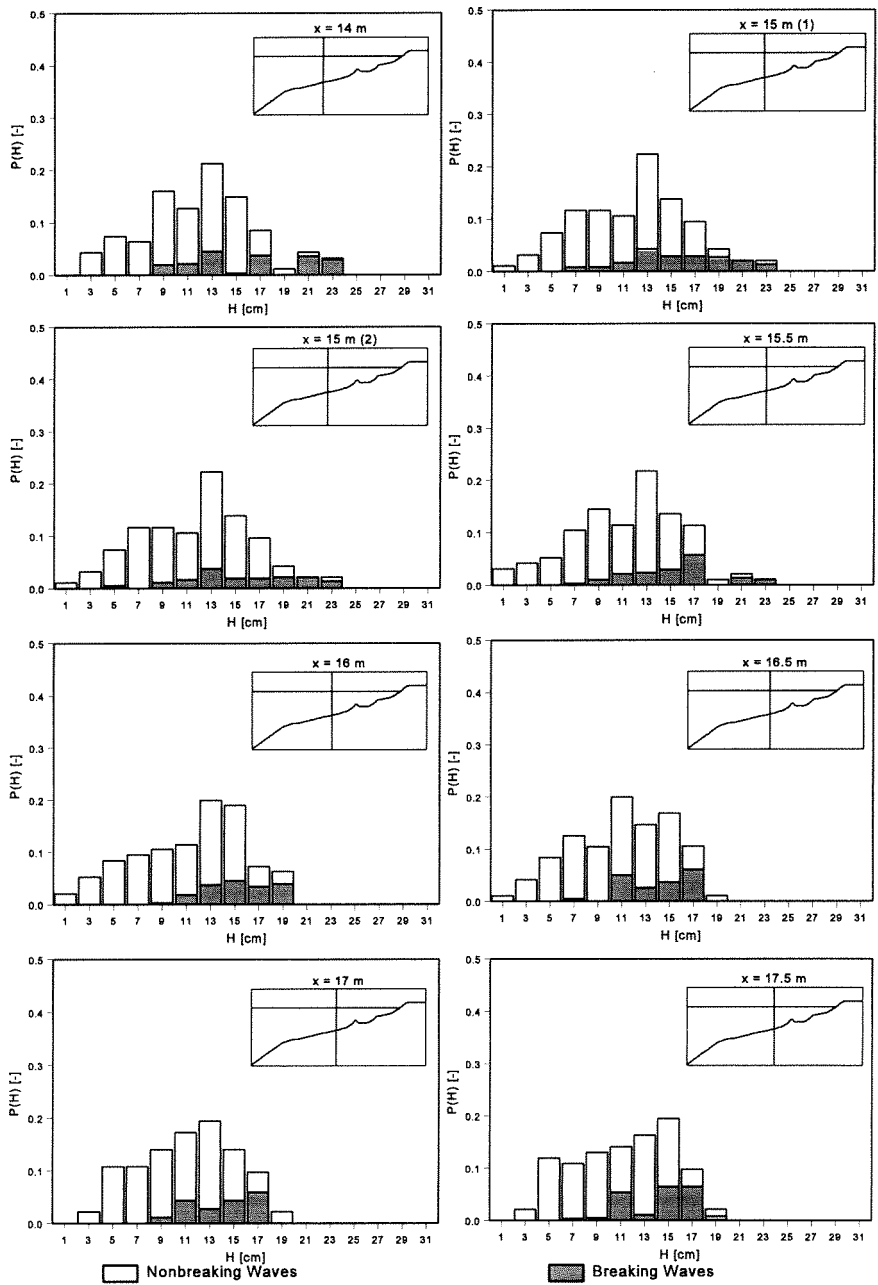 x = 14 m
P(H) [-]
0.5
0.4
0.3
0.2
0.1
0.0
1 3 5 7 9 11 13 15 17 19 21 23 25 27 29 31
H [cm]
x = 15 m (1)
P(H) [-]
0.5
0.4
0.3
0.2
0.1
0.0
1 3 5 7 9 11 13 15 17 19 21 23 25 27 29 31
H [cm]
x = 15 m (2)
P(H) [-]
0.5
0.4
0.3
0.2
0.1
0.0
1 3 5 7 9 11 13 15 17 19 21 23 25 27 29 31
H [cm]
x = 15.5 m
P(H) [-]
0.5
0.4
0.3
0.2
0.1
0.0
1 3 5 7 9 11 13 15 17 19 21 23 25 27 29 31
H [cm]
x = 16 m
P(H) [-]
0.5
0.4
0.3
0.2
0.1
0.0
1 3 5 7 9 11 13 15 17 19 21 23 25 27 29 31
H [cm]
x = 16.5 m
P(H) [-]
0.5
0.4
0.3
0.2
0.1
0.0
1 3 5 7 9 11 13 15 17 19 21 23 25 27 29 31
H [cm]
x = 17 m
P(H) [-]
0.5
0.4
0.3
0.2
0.1
0.0
1 3 5 7 9 11 13 15 17 19 21 23 25 27 29 31
H [cm]
x = 17.5 m
P(H) [-]
0.5
0.4
0.3
0.2
0.1
0.0
1 3 5 7 9 11 13 15 17 19 21 23 25 27 29 31
H [cm]
Nonbreaking Waves
Breaking Waves